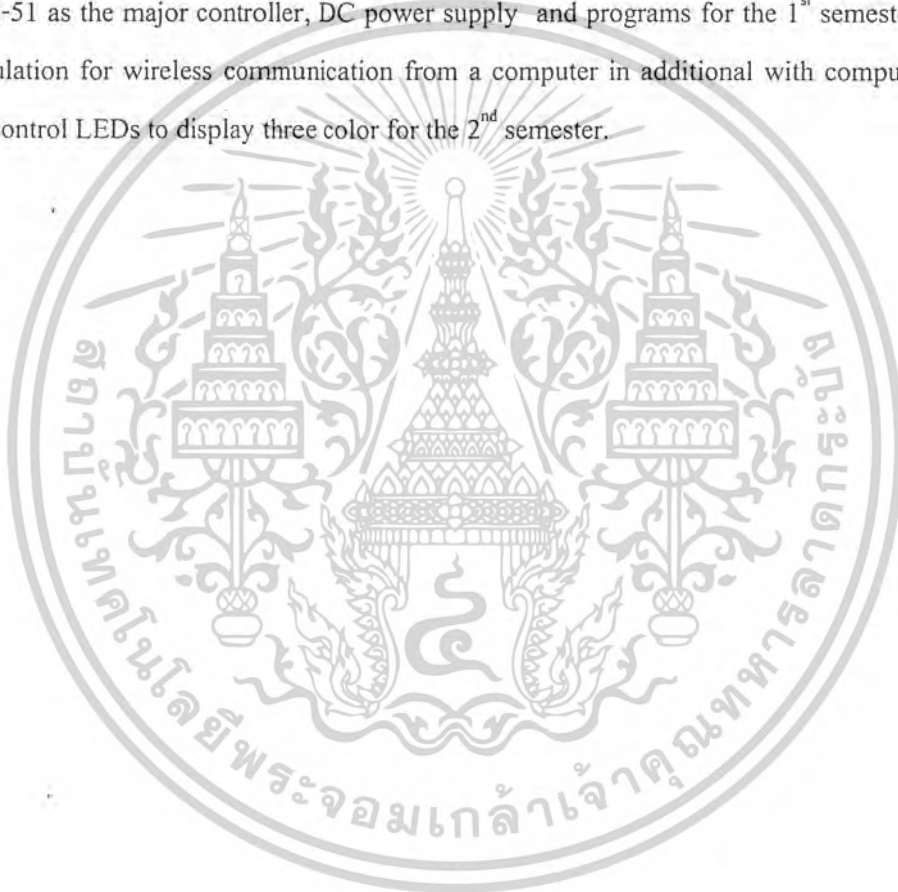 -51 as the major controller, DC power supply and programs for the 1st semest
ulation for wireless communication from a computer in additional with compu
ontrol LEDs to display three color for the 2nd semester.
สถาบันเทคโนโลยีพระจอมเกล้าเจ้าคุณทหารลาดกระบัง
๔